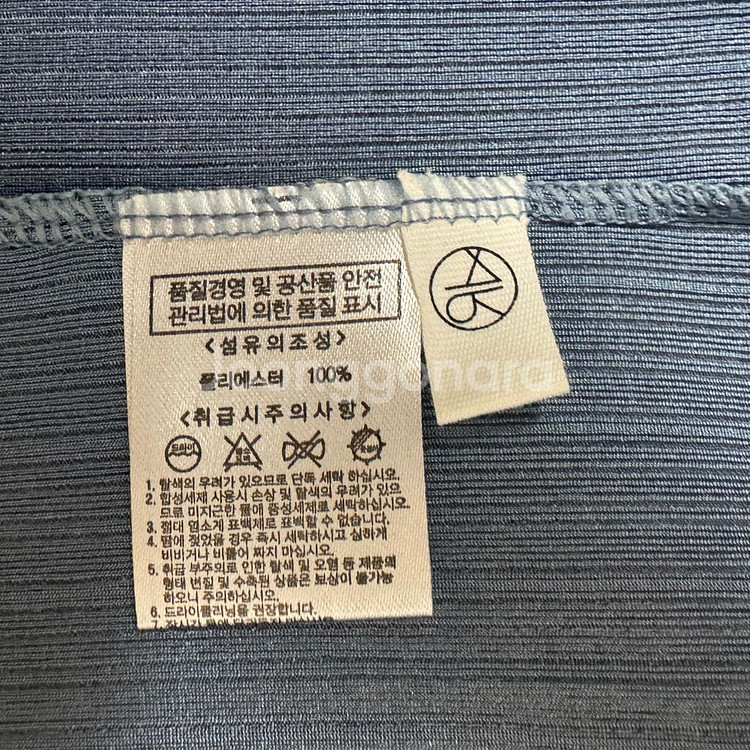 품질경영 및 공산품 안전
관리법에 의한 품질 표시
<섬유의조성>
폴리에스터 100%
<취급시주의사항>
드라이
1. 탈색의 우려가 있으므로 단독 세탁 하십시오.
2. 합성세제 사용시 손상 및 탈색의 우려가 있으
므로 미지근한 물에 중성세제로 세탁하십시오
3. 절대 염소계 표백제로 표백할 수 없습니다.
4. 땀에 젖었을 경우 즉시 세탁하시고 심하게
비비거나 비틀어 짜지 마십시오.
5. 취급 부주의로 인한 탈색 및 오염 등 제품의
형태 변질 및 수축된 상품은 보상이 불가능
하오니 주의하십시오.
6. 드라이클리닝을 권장합니다.
7.